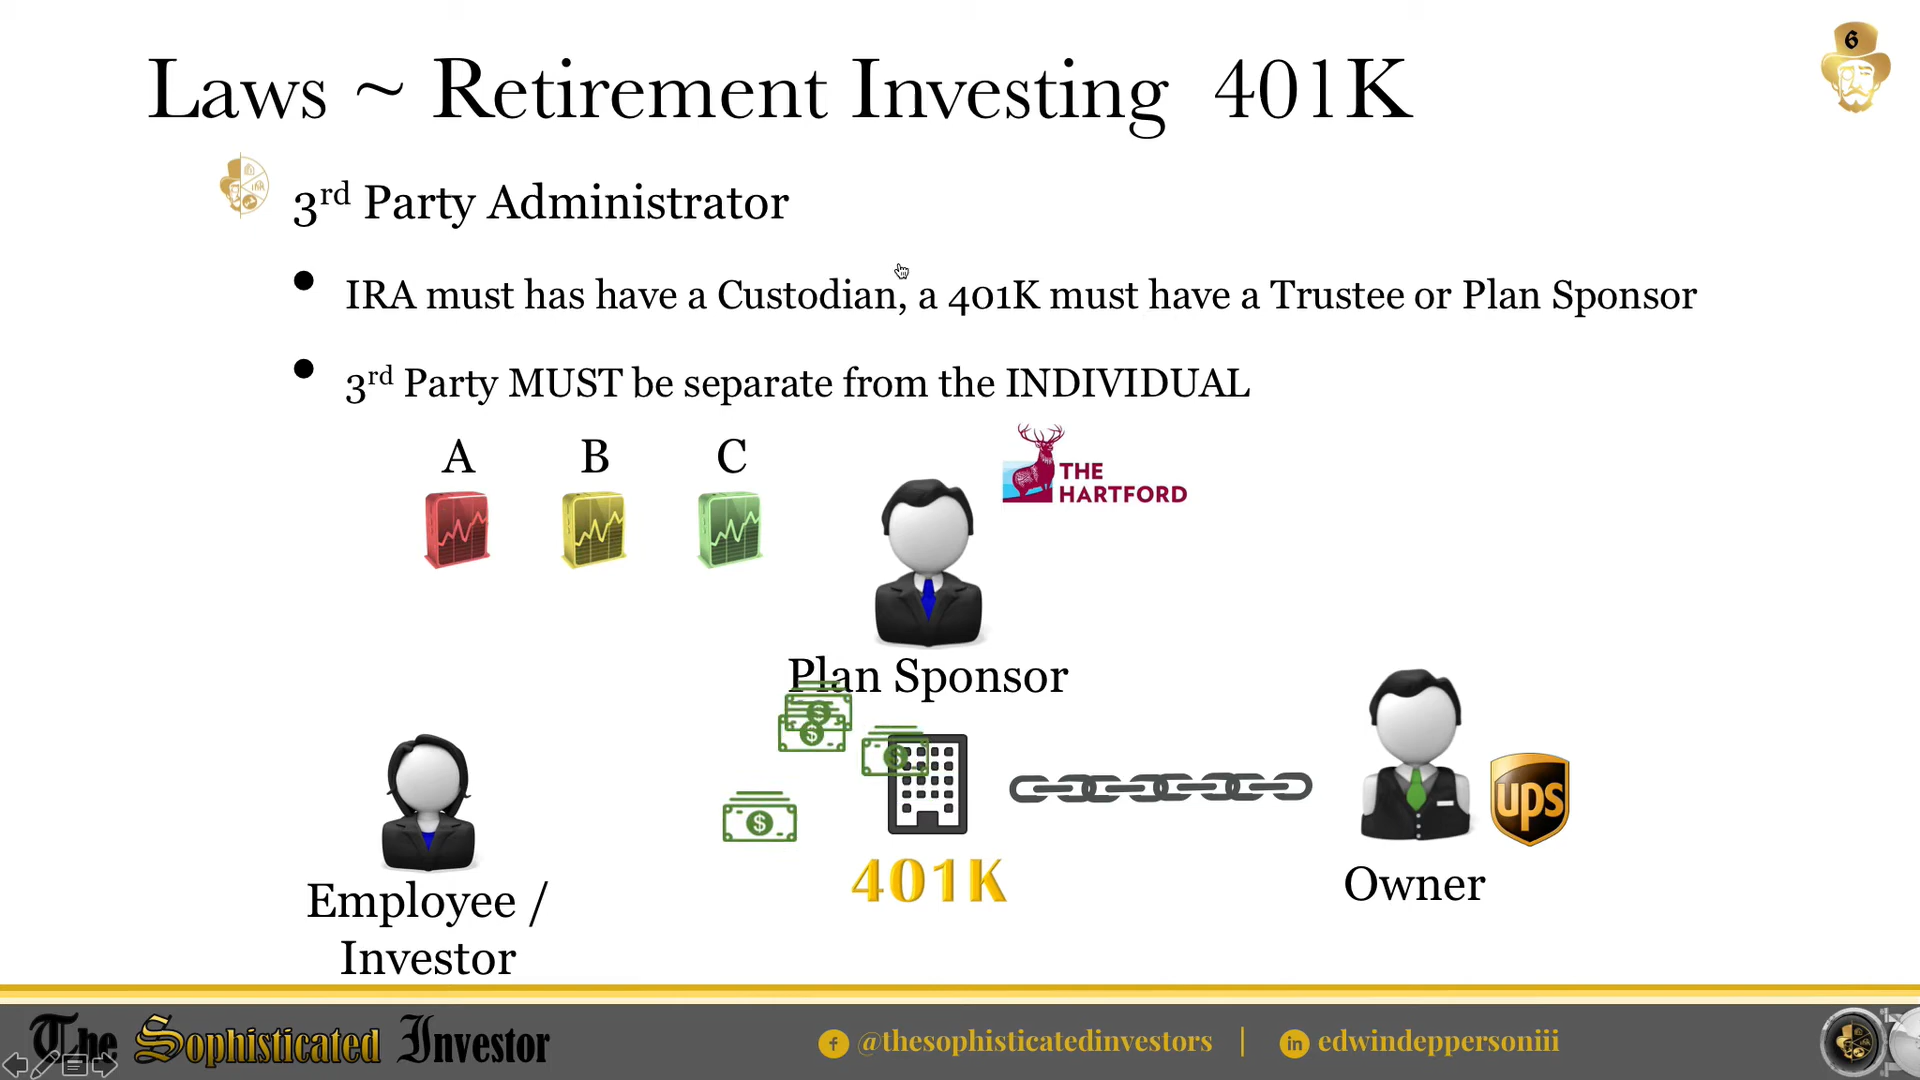 6
Laws ~ Retirement Investing 401K
3rd Party Administrator
IRA must has have a Custodian, a 401K must have a Trustee or Plan Sponsor
3rd Party MUST be separate from the INDIVIDUAL
A B C
THE
HARTFORD
Plan Sponsor
ups
401K
Owner
Employee /
Investor
The Sophisticated Investor
@thesophisticatedinvestors | edwindeppersoniii